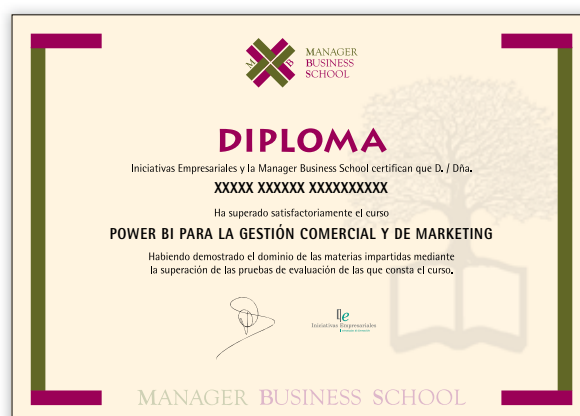 M B
MANAGER
BUSINESS
SCHOOL
DIPLOMA
Iniciativas Empresariales y la Manager Business School certifican que D. / Dña.
XXXXX XXXXXX XXXXXXXXXX
Ha superado satisfactoriamente el curso
POWER BI PARA LA GESTIÓN COMERCIAL Y DE MARKETING
Habiendo demostrado el dominio de las materias impartidas mediante
la superación de las pruebas de evaluación de las que consta el curso.
Iniciativas Empresariales
MANAGER BUSINESS SCHOOL